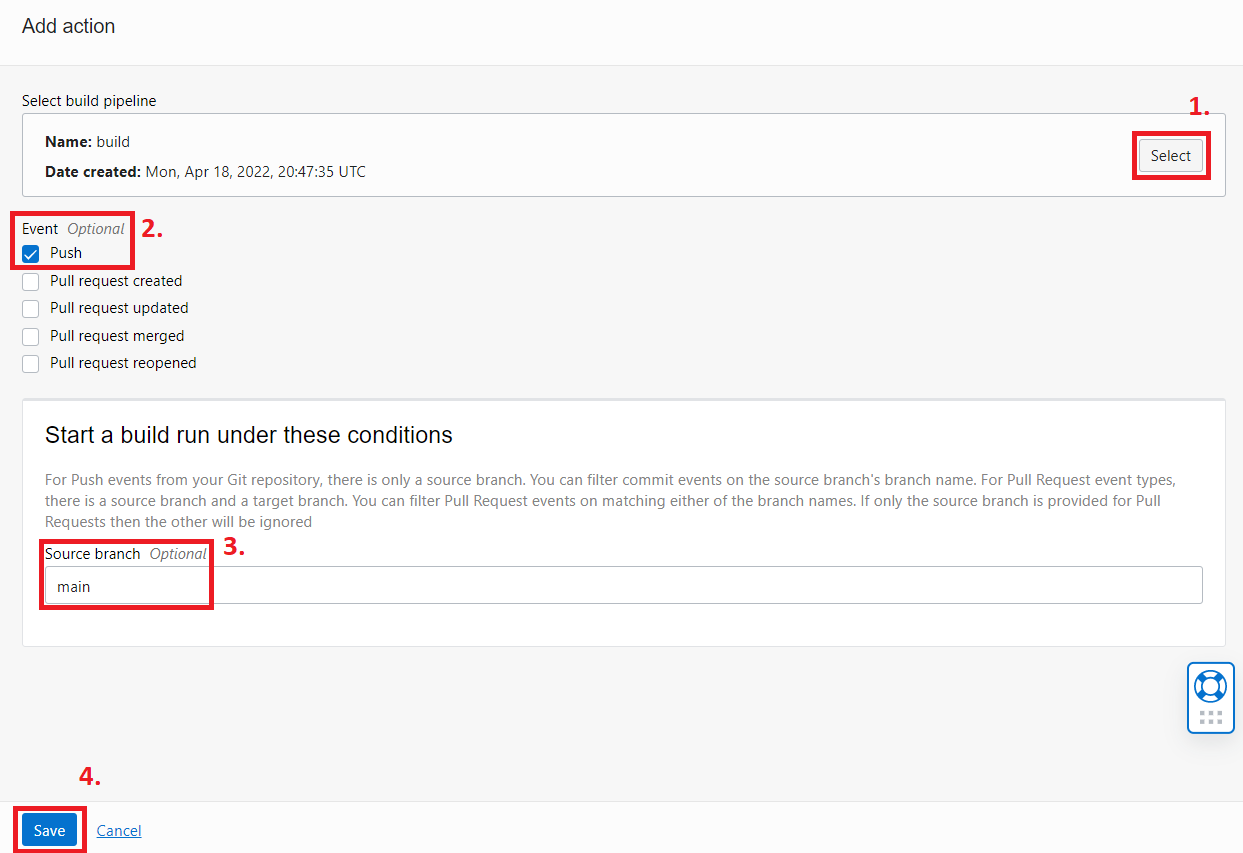 Add action
Select build pipeline
1.
Name: build
Select
Date created: Mon, Apr 18, 2022, 20:47:35 UTC
Event Optional
2.
Push
Pull request created
Pull request updated
Pull request merged
Pull request reopened
Start a build run under these conditions
For Push events from your Git repository, there is only a source branch. You can filter commit events on the source branch's branch name. For Pull Request event types,
there is a source branch and a target branch. You can filter Pull Request events on matching either of the branch names. If only the source branch is provided for Pull
Requests then the other will be ignored
Source branch Optional
3.
main
4.
Save Cancel